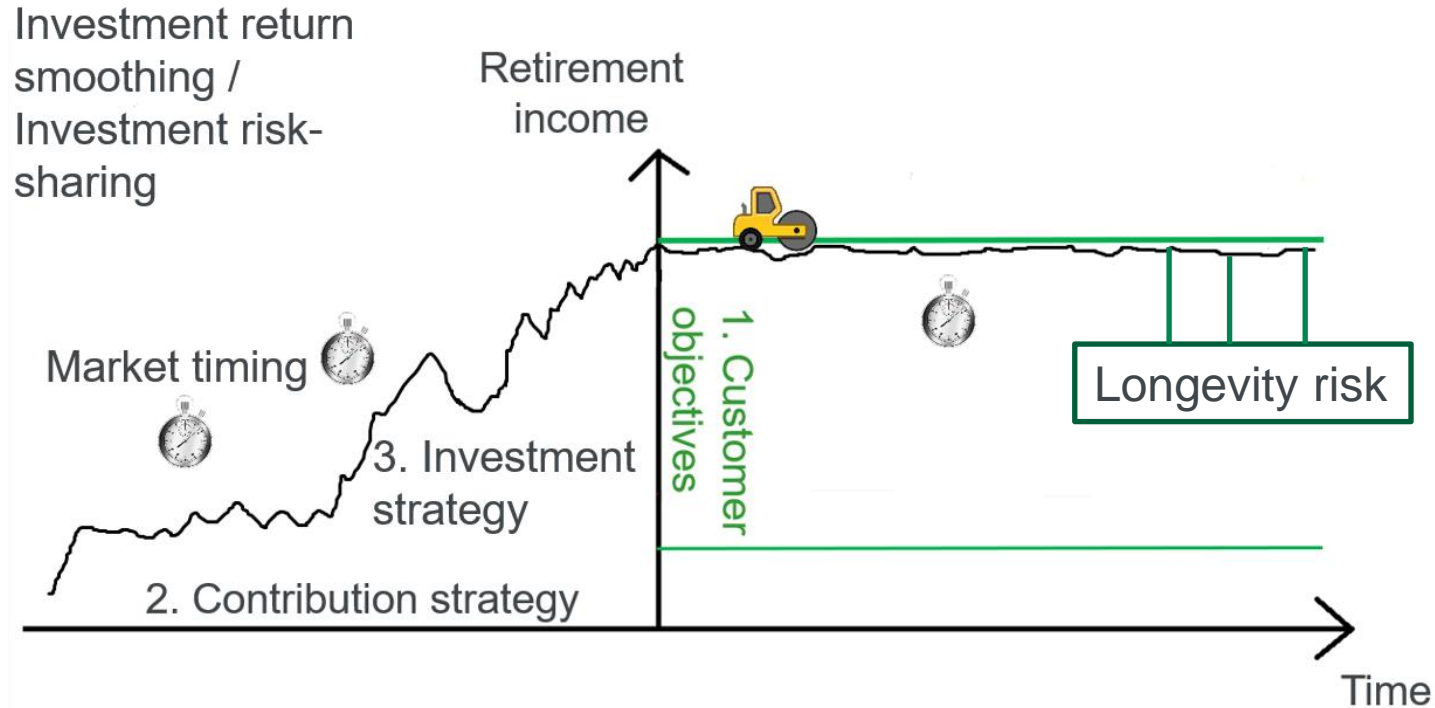 Investment return
smoothing /
Investment risk-
sharing
Retirement
income
Market timing
3. Investment
strategy
2. Contribution strategy
1. Customer
objectives
Longevity risk
Time